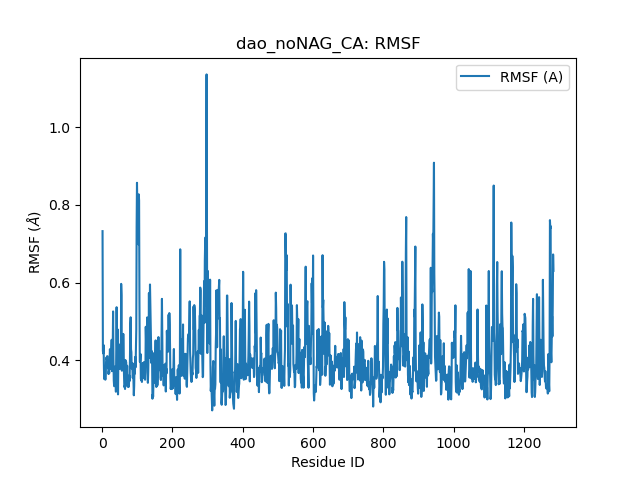 dao_noNAG_CA: RMSF
RMSF (A)
RMSF (Å)
1.0
0.8
0.6
0.4
0 200 400 600 800 1000 1200
Residue ID